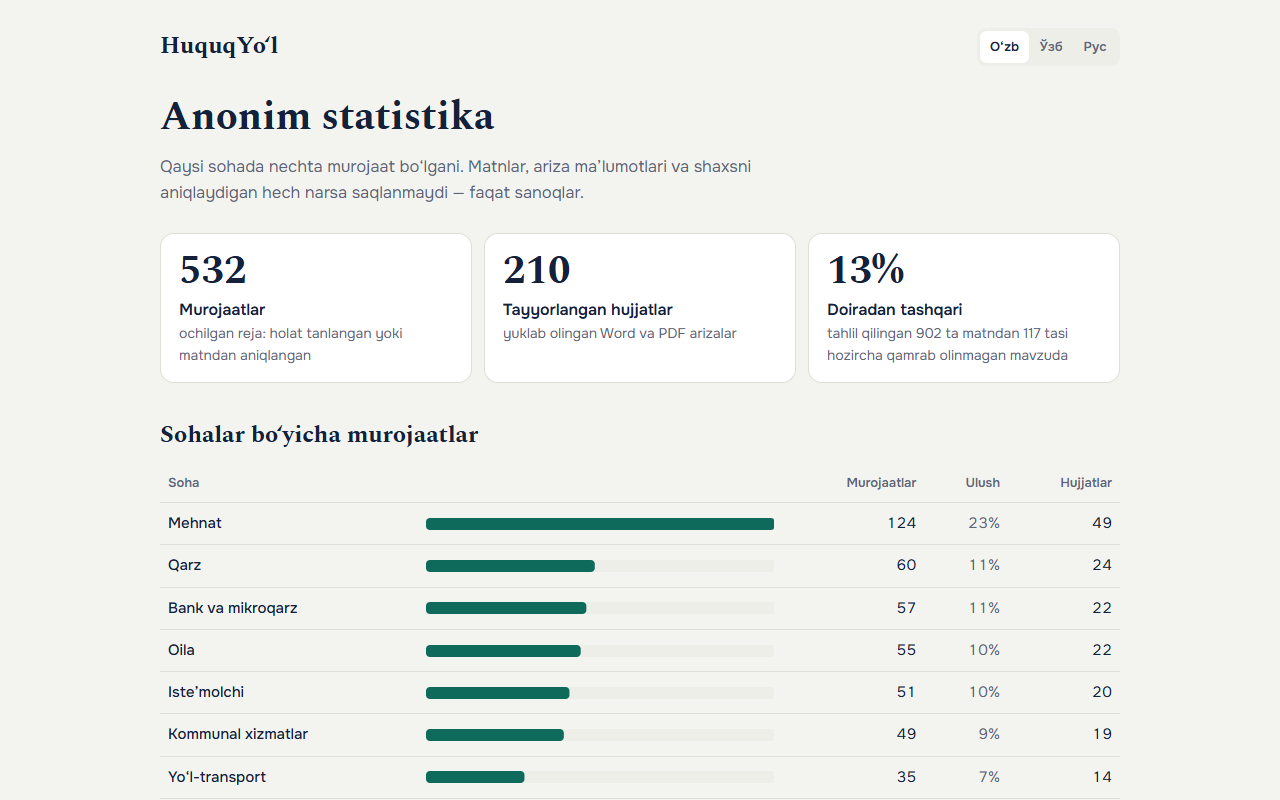 HuquqYoʻl
Oʻzb Ўзб Рус
Anonim statistika
Qaysi sohada nechta murojaat boʻlgani. Matnlar, ariza maʼlumotlari va shaxsni
aniqlaydigan hech narsa saqlanmaydi — faqat sanoqlar.
532
Murojaatlar
ochilgan reja: holat tanlangan yoki
matndan aniqlangan
210
Tayyorlangan hujjatlar
yuklab olingan Word va PDF arizalar
13%
Doiradan tashqari
tahlil qilingan 902 ta matndan 117 tasi
hozircha qamrab olinmagan mavzuda
Sohalar boʻyicha murojaatlar
Soha Murojaatlar Ulush Hujjatlar
Mehnat 124 23% 49
Qarz 60 11% 24
Bank va mikroqarz 57 11% 22
Oila 55 10% 22
Isteʼmolchi 51 10% 20
Kommunal xizmatlar 49 9% 19
Yoʻl-transport 35 7% 14